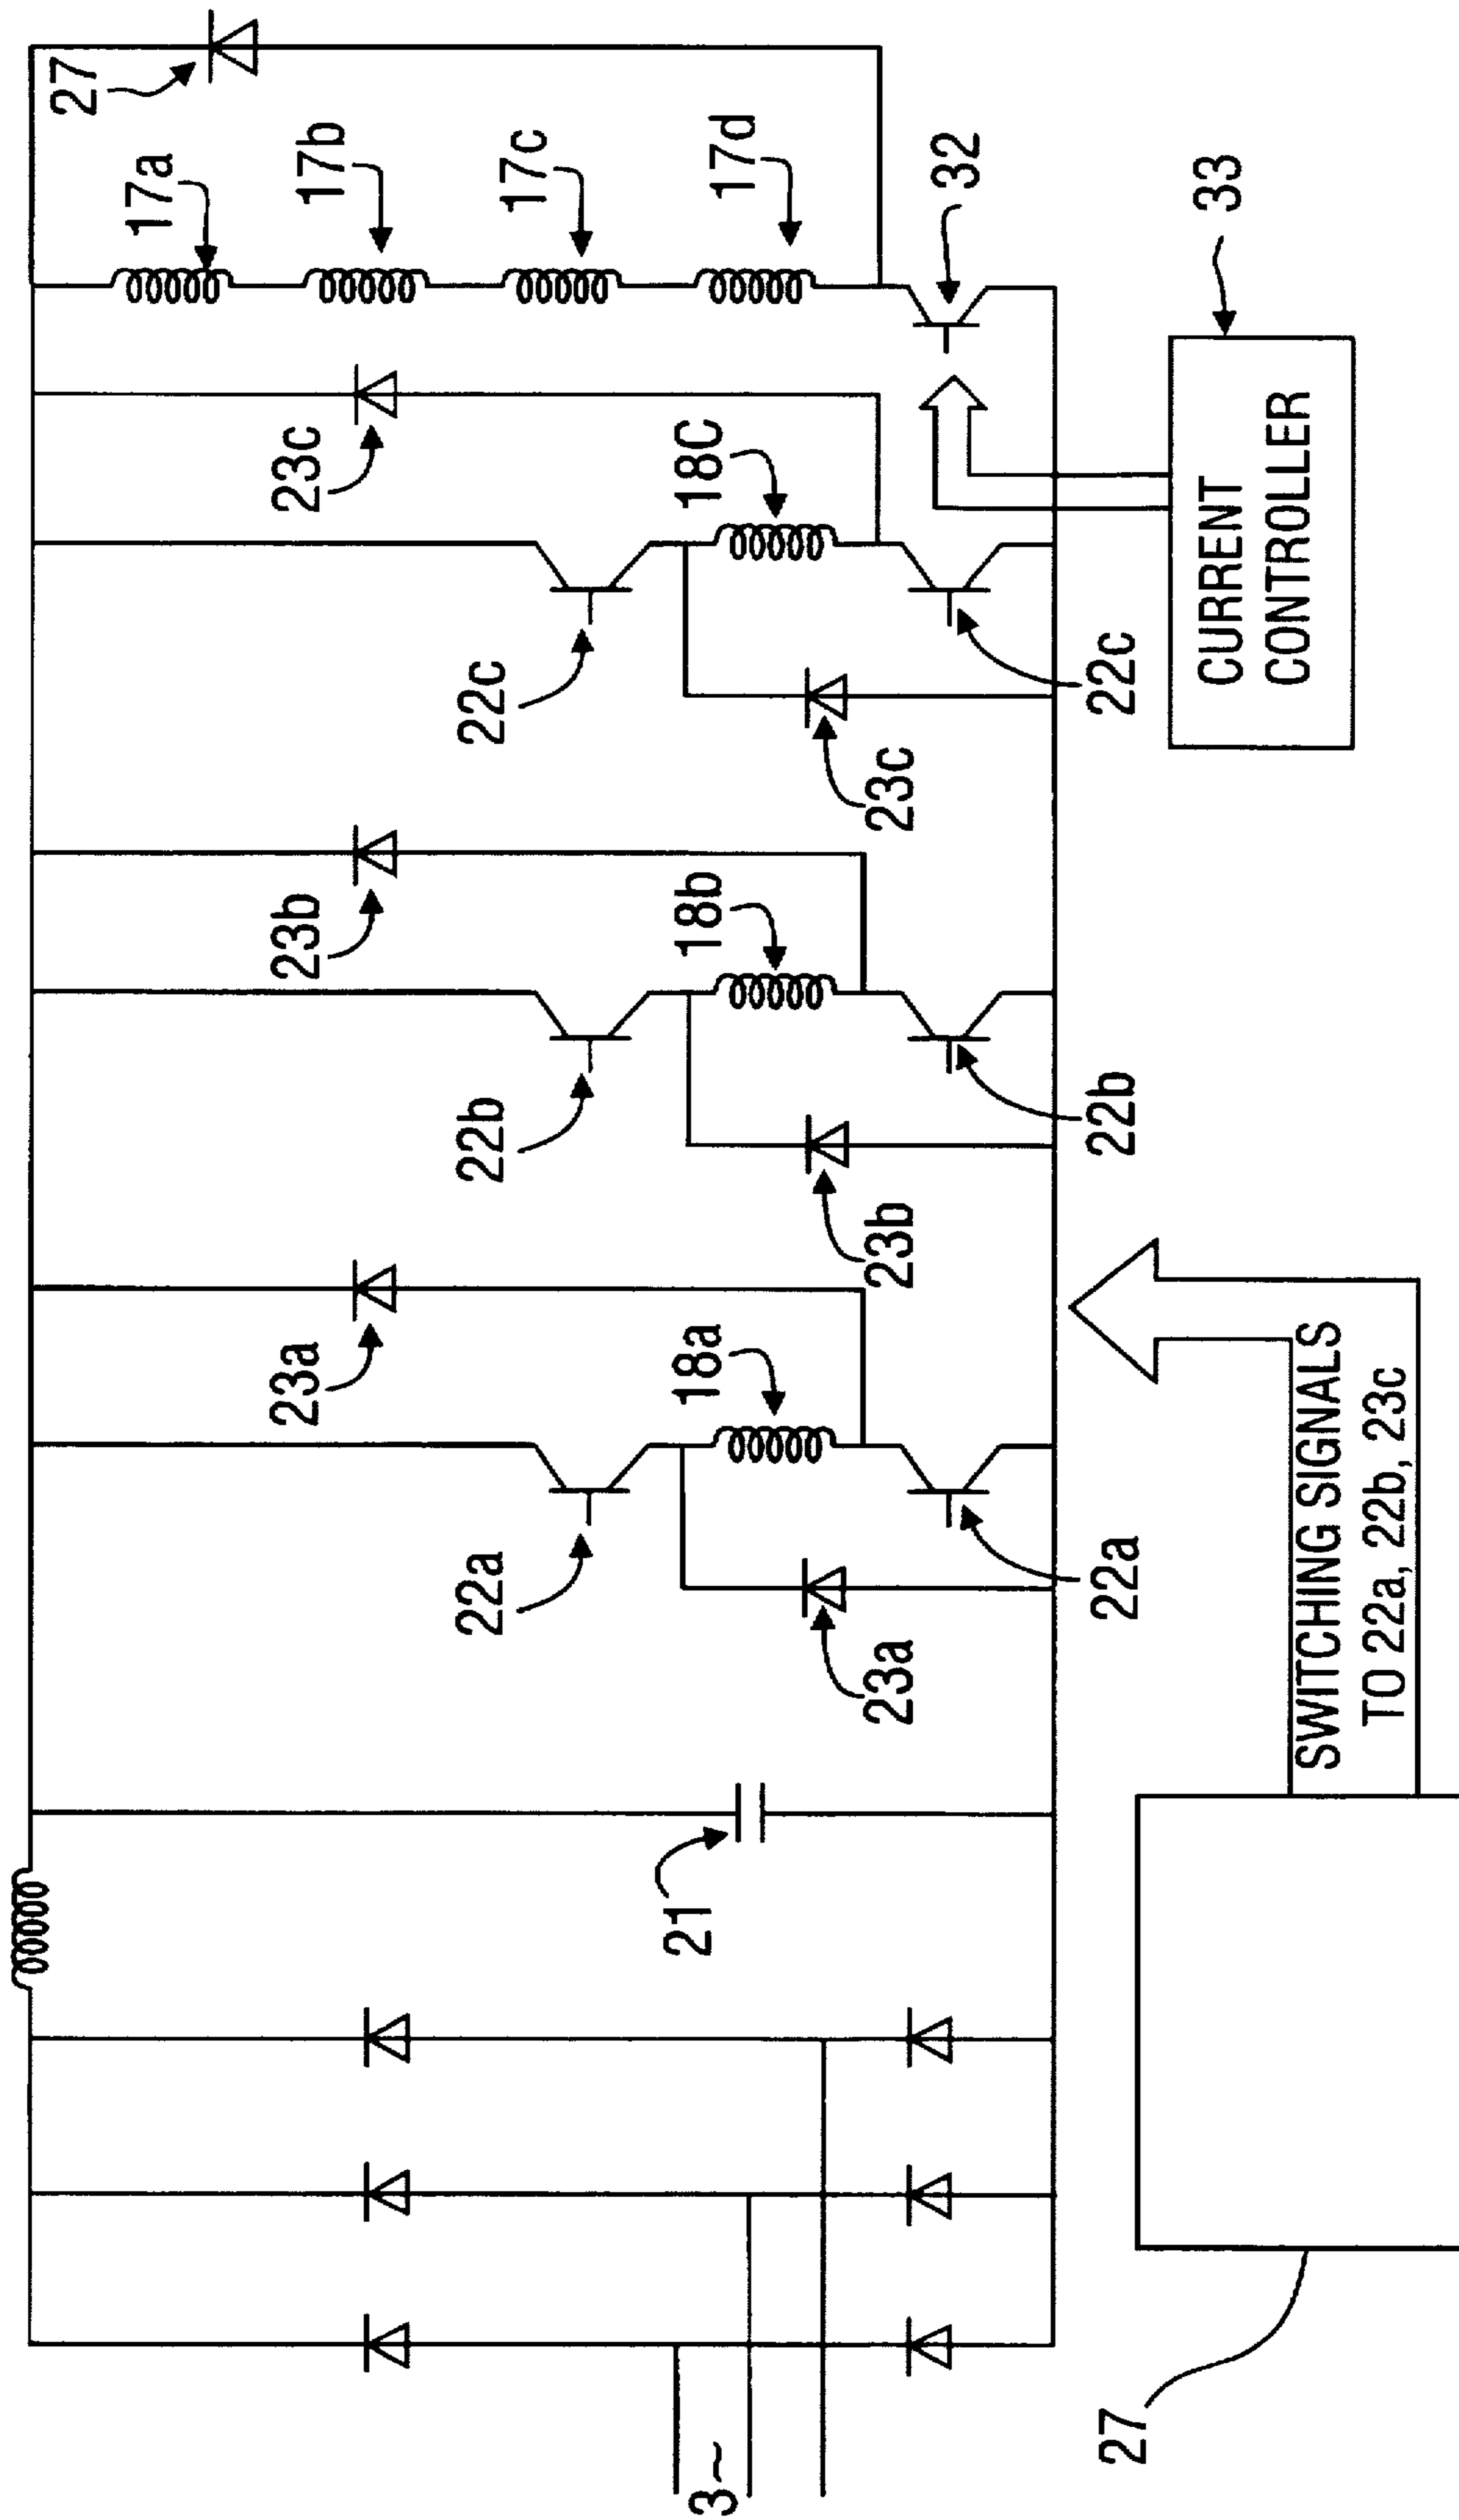 27
17a
17b
17c
17d
32
33
23c
18C
22c
22c
23c
CURRENT
CONTROLLER
23b
18b
22b
22b
23b
23a
18a
22a
22a
23a
SWITCHING SIGNALS
TO 22a, 22b, 23c
21
3~
27